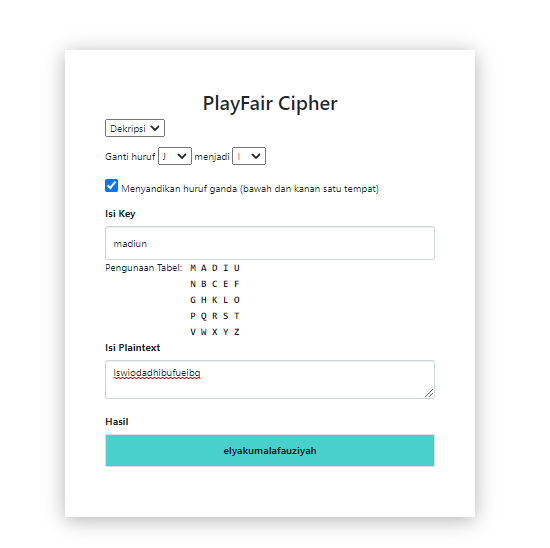 PlayFair Cipher
Dekripsi
Ganti huruf J menjadi I
Menyandikan huruf ganda (bawah dan kanan satu tempat)
Isi Key
madiun
Pengunaan Tabel: M A D I U
N B C E F
G H K L O
P Q R S T
V W X Y Z
Isi Plaintext
lswiodadhibufueibq
Hasil
elyakumalafauziyah